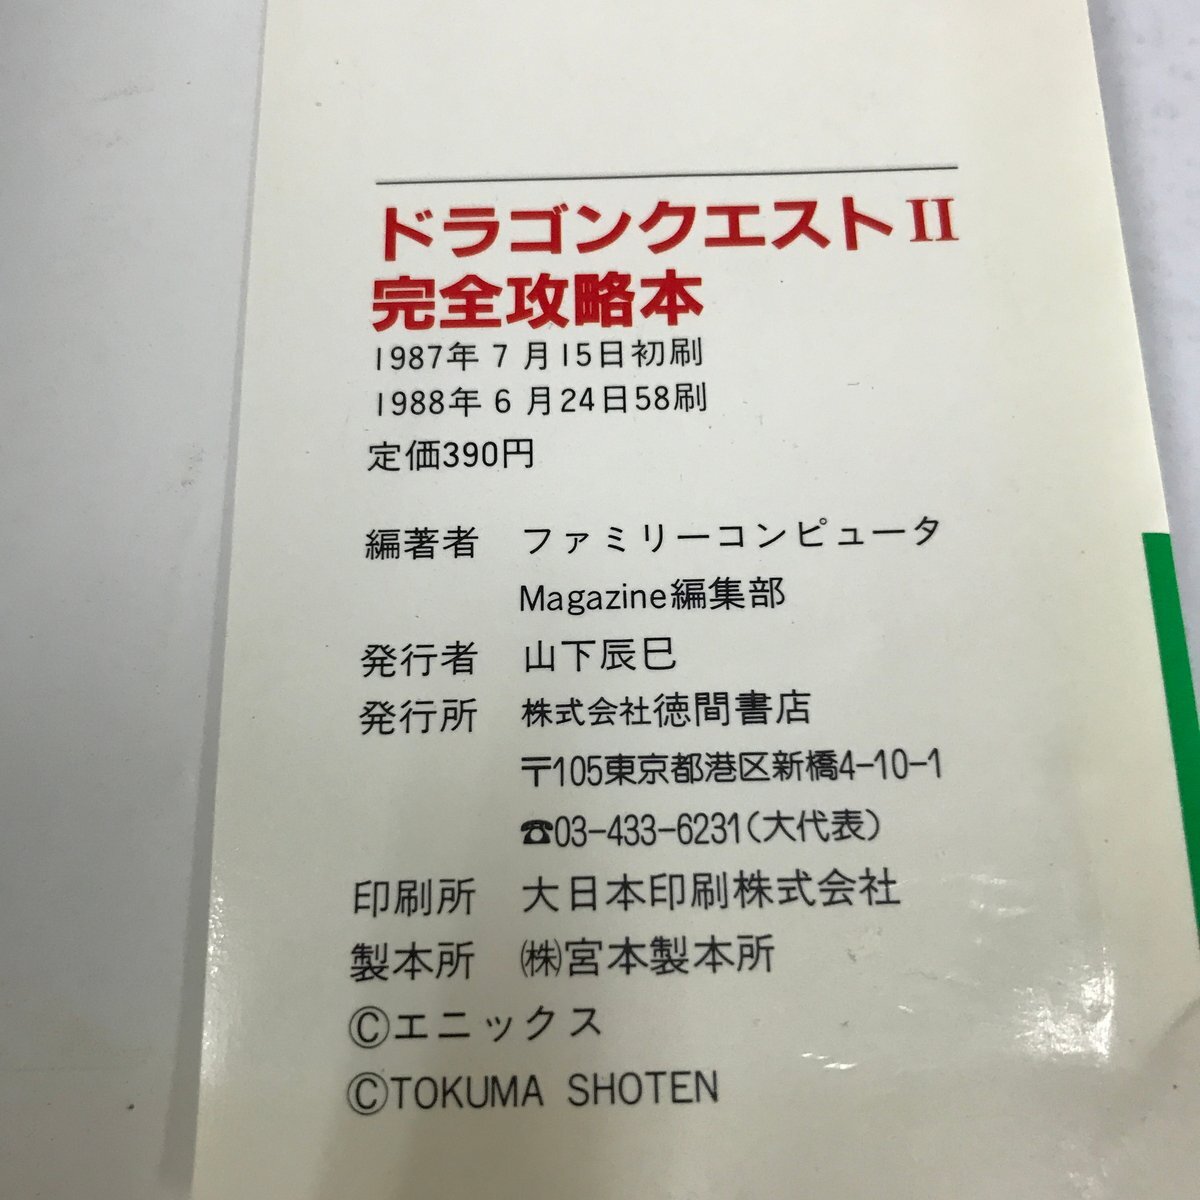 ドラゴンクエストII
完全攻略本
1987年7月15日初刷
1988年6月24日58刷
定価390円
編著者 ファミリーコンピュータ
Magazine編集部
発行者 山下辰巳
発行所 株式会社徳間書店
〒105東京都港区新橋4-10-1
☎03-433-6231(大代表)
印刷所 大日本印刷株式会社
製本所 ㈱宮本製本所
©エニックス
©TOKUMA SHOTEN